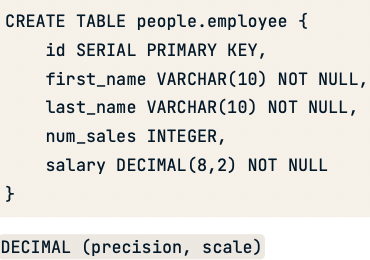 CREATE TABLE people.employee {
    id SERIAL PRIMARY KEY,
    first_name VARCHAR(10) NOT NULL,
    last_name VARCHAR(10) NOT NULL,
    num_sales INTEGER,
    salary DECIMAL(8,2) NOT NULL
}
DECIMAL (precision, scale)